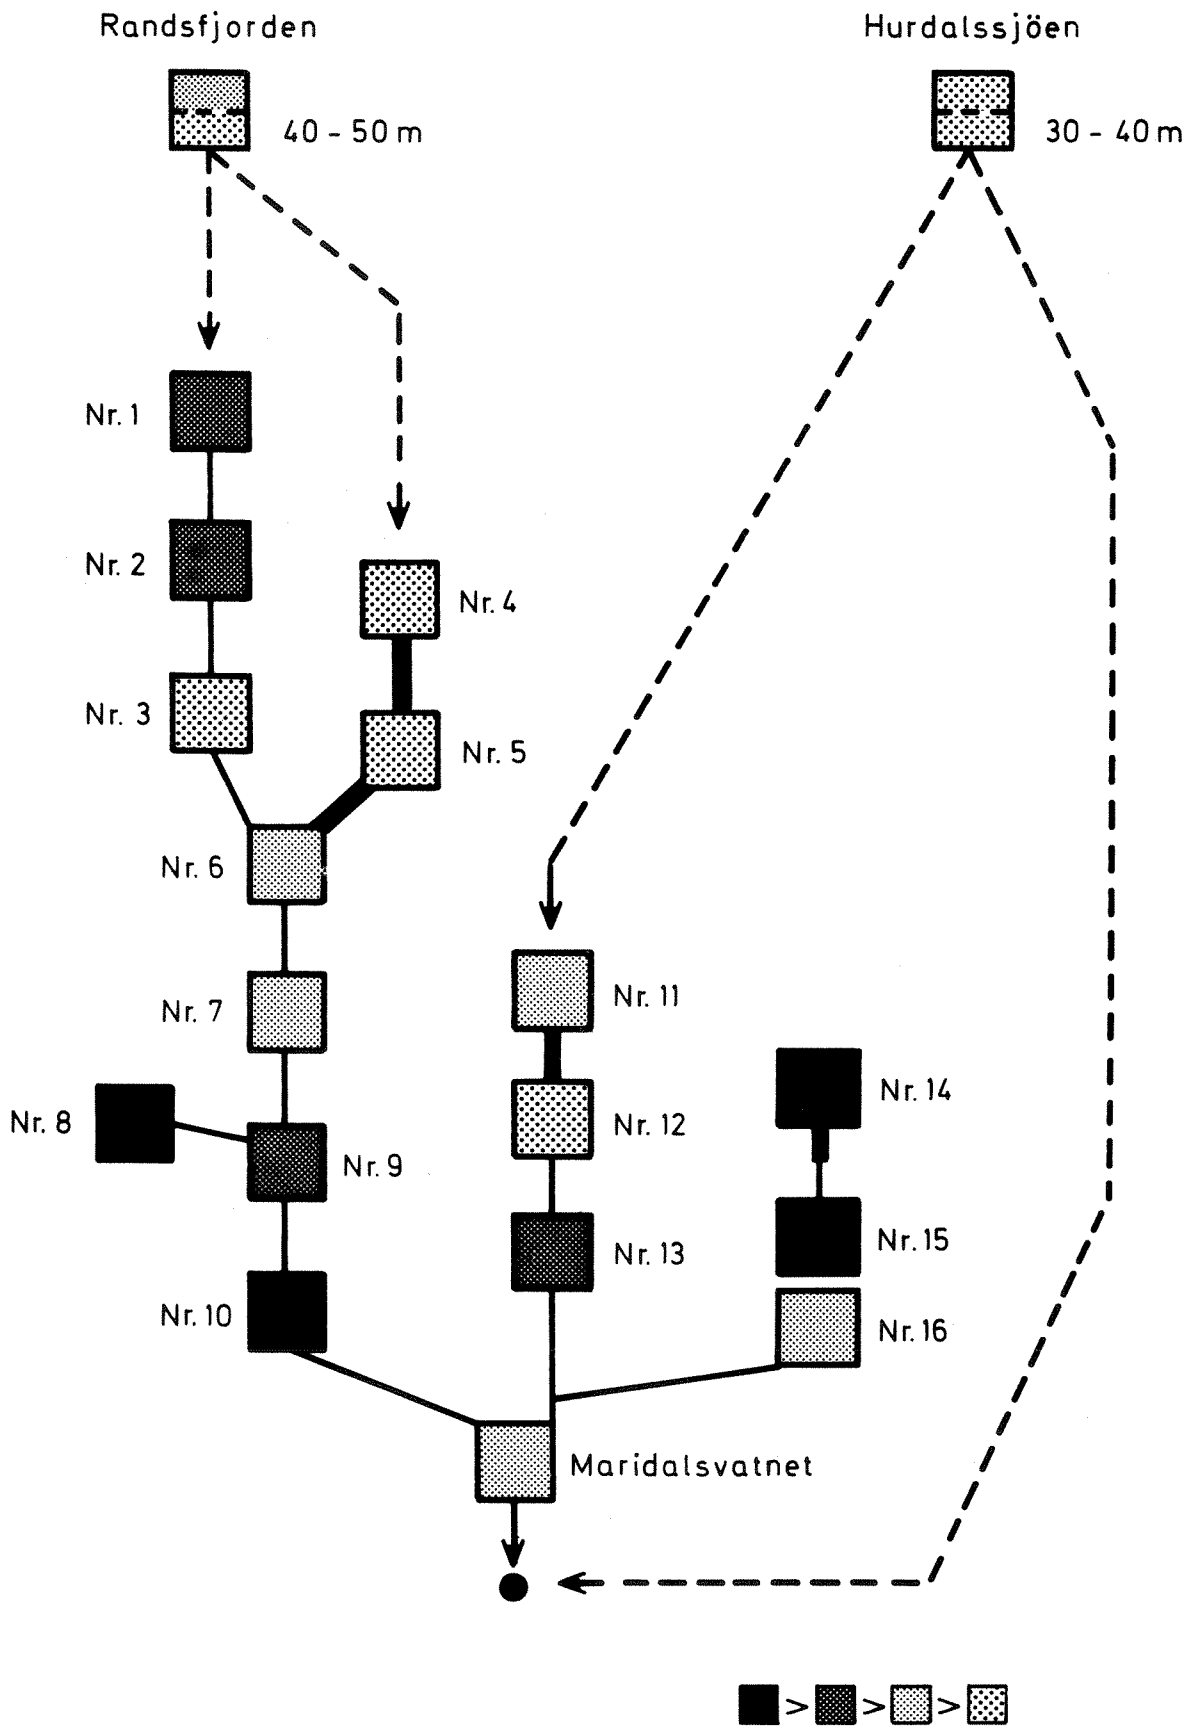 Randsfjorden
Hurdalssjöen
40 - 50 m
30 - 40 m
Nr. 1
Nr. 2
Nr. 4
Nr. 3
Nr. 5
Nr. 6
Nr. 11
Nr. 7
Nr. 14
Nr. 8
Nr. 12
Nr. 9
Nr. 15
Nr. 13
Nr. 10
Nr. 16
Maridalsvatnet
> > >